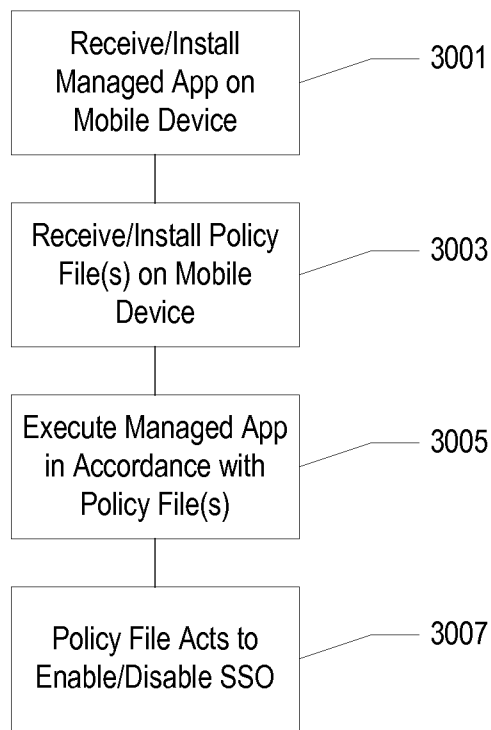 Receive/Install
Managed App on
Mobile Device
3001
Receive/Install Policy
File(s) on Mobile
Device
3003
Execute Managed App
in Accordance with
Policy File(s)
3005
Policy File Acts to
Enable/Disable SSO
3007